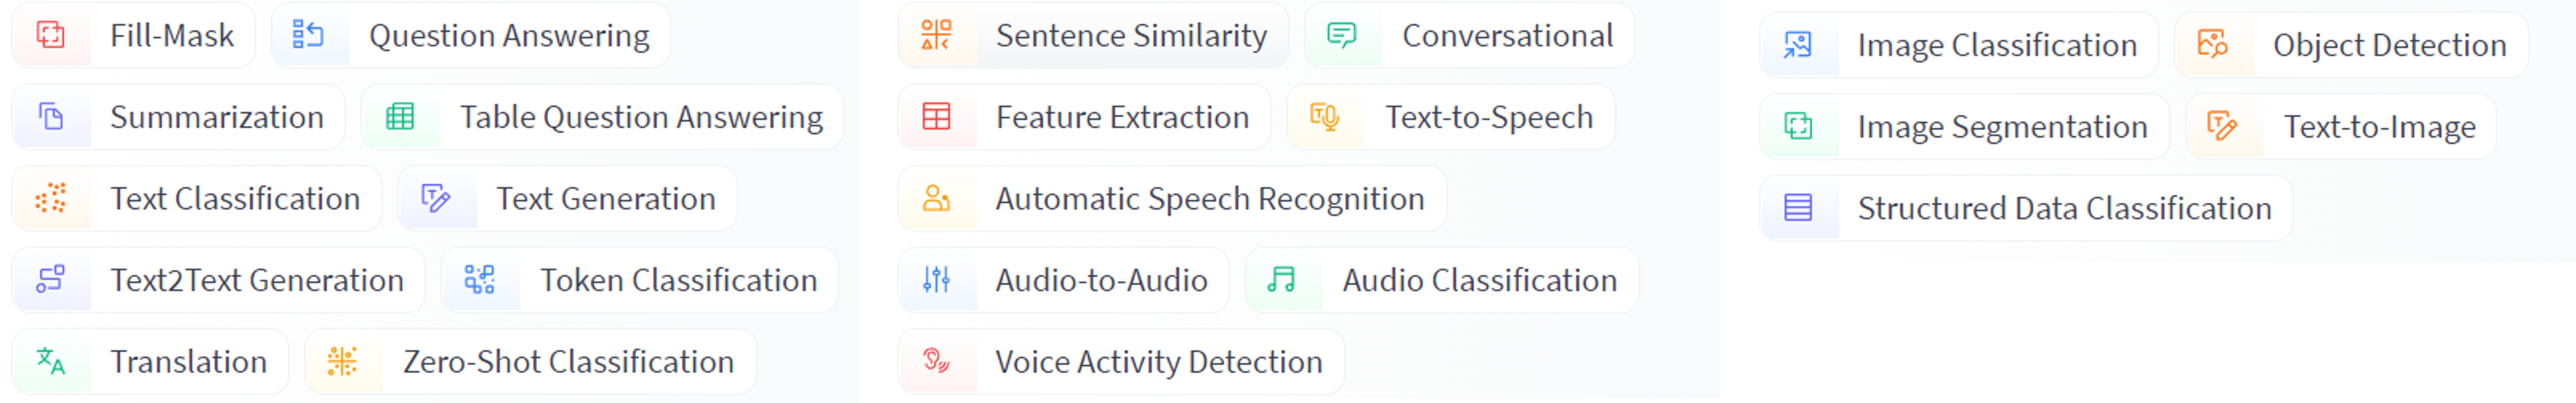 Fill-Mask Question Answering
Summarization Table Question Answering
Text Classification Text Generation
Text2Text Generation Token Classification
Translation Zero-Shot Classification
Sentence Similarity Conversational
Feature Extraction Text-to-Speech
Automatic Speech Recognition
Audio-to-Audio Audio Classification
Voice Activity Detection
Image Classification Object Detection
Image Segmentation Text-to-Image
Structured Data Classification